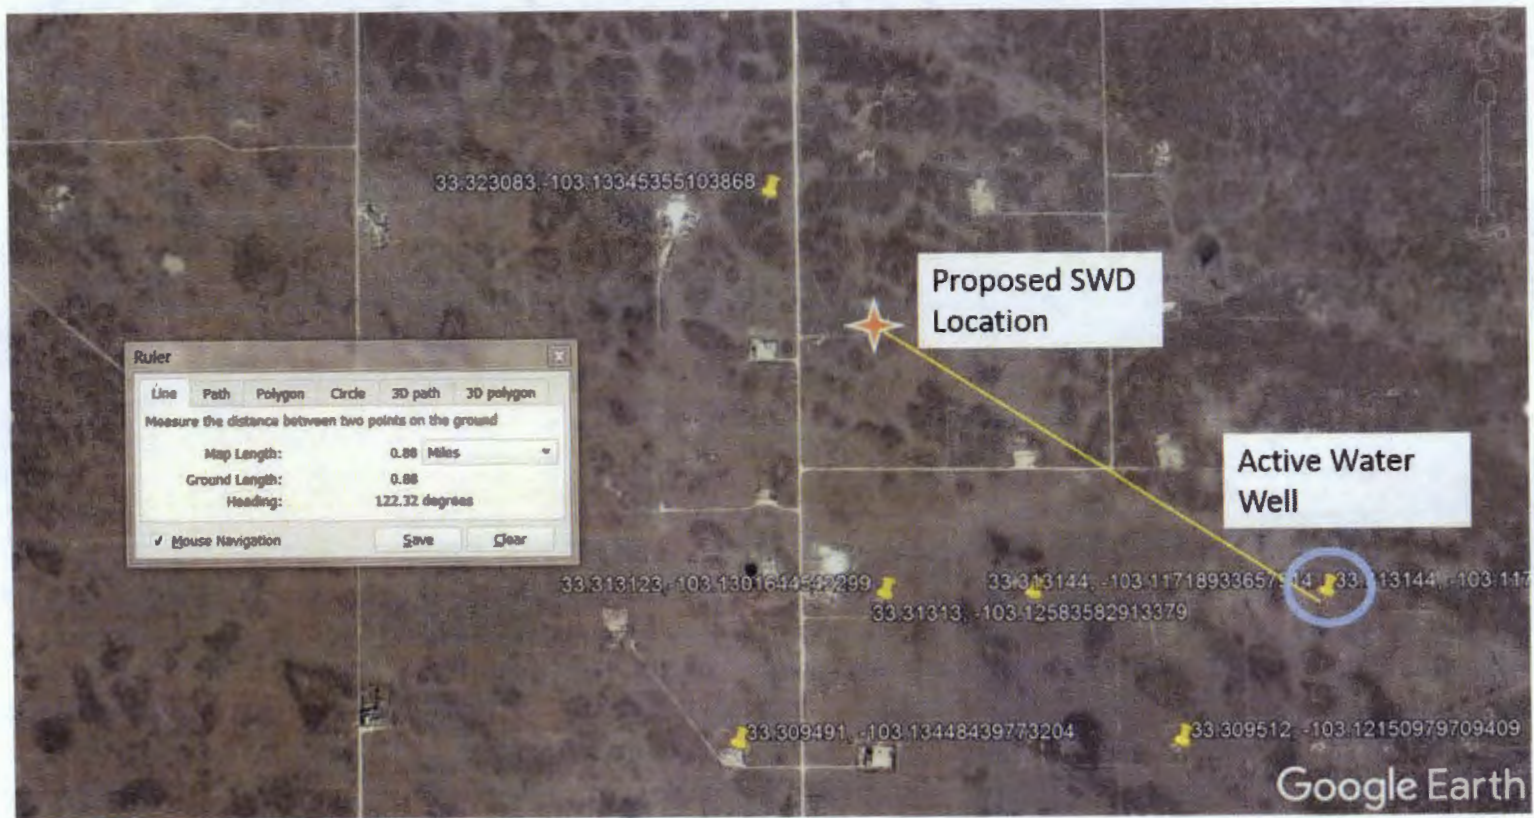 33.323083,-103.13345355103868
Proposed SWD
Location
Ruler
Line Path Polygon Circle 3D path 3D polygon
Measure the distance between two points on the ground
Map Length: 0.88 Miles
Ground Length: 0.88
Heading: 122.32 degrees
Mouse Navigation Save Clear
Active Water
Well
33.313144, -103.117
33.31313, -103.12583582913379
33.309491, -103.13448439773204
33.309512, -103.12150979709409
Google Earth